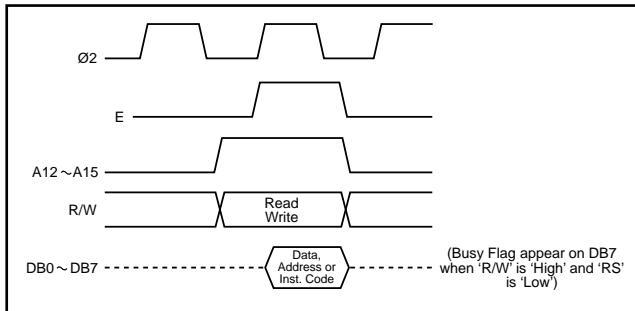 Ø2
E
A12～A15
R/W
Read
Write
DB0～DB7
Data,
Address or
Inst. Code
(Busy Flag appear on DB7
when ‘R/W’ is ‘High’ and ‘RS’
is ‘Low’)